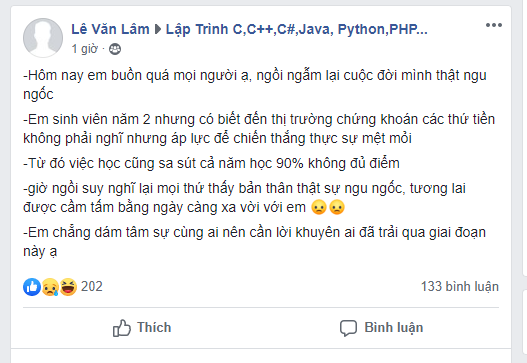 Lê Văn Lâm ▶ Lập Trình C,C++,C#,Java, Python,PHP...
1 giờ ·
-Hôm nay em buồn quá mọi người ạ, ngồi ngẫm lại cuộc đời mình thật ngu
ngốc
-Em sinh viên năm 2 nhưng có biết đến thị trường chứng khoán các thứ tiền
không phải nghĩ nhưng áp lực để chiến thắng thực sự mệt mỏi
-Từ đó việc học cũng sa sút cả năm học 90% không đủ điểm
-giờ ngồi suy nghĩ lại mọi thứ thấy bản thân thật sự ngu ngốc, tương lai
được cầm tấm bằng ngày càng xa vời với em 😟 😟
-Em chẳng dám tâm sự cùng ai nên cần lời khuyên ai đã trải qua giai đoạn
này ạ
202
133 bình luận
Thích
Bình luận